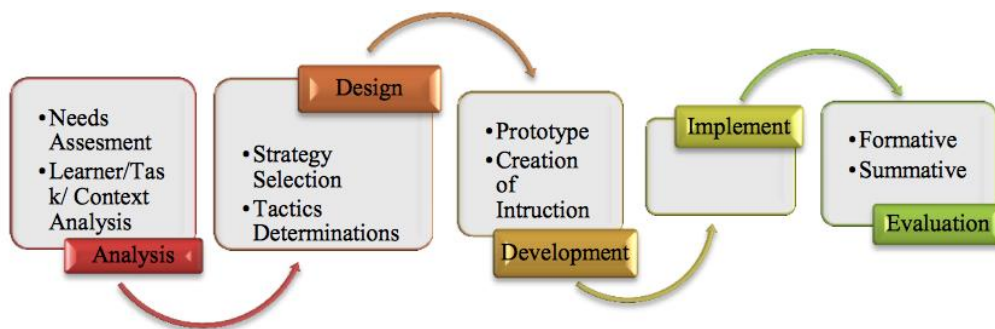 •Needs
Assesment
•Learner/Tas
k/ Context
Analysis
Analysis
Design
•Strategy
Selection
•Tactics
Determinations
•Prototype
•Creation of
Intruction
Development
Implement
•Formative
•Summative
Evaluation